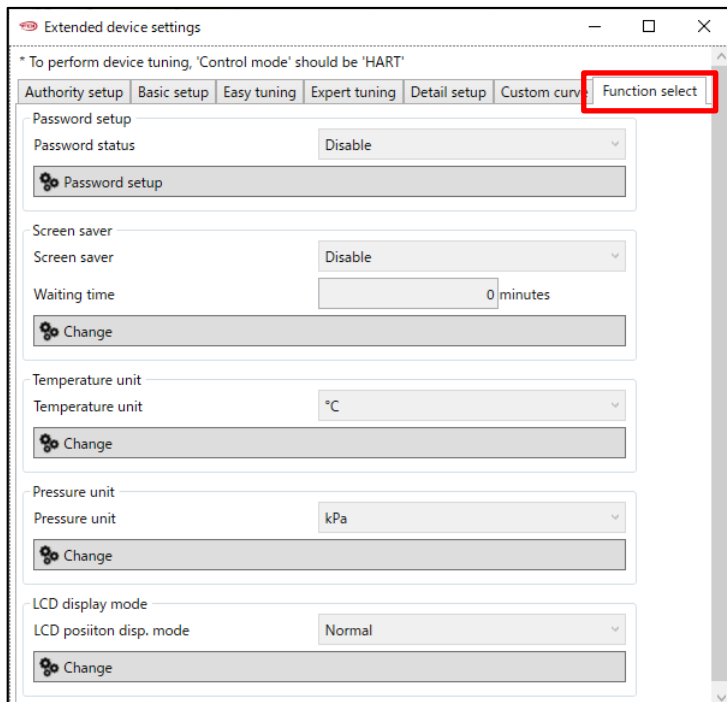 Extended device settings
* To perform device tuning, 'Control mode' should be 'HART'
Authority setup Basic setup Easy tuning Expert tuning Detail setup Custom curve Function select
Password setup
Password status Disable
Password setup
Screen saver
Screen saver Disable
Waiting time 0 minutes
Change
Temperature unit
Temperature unit °C
Change
Pressure unit
Pressure unit kPa
Change
LCD display mode
LCD posiiton disp. mode Normal
Change